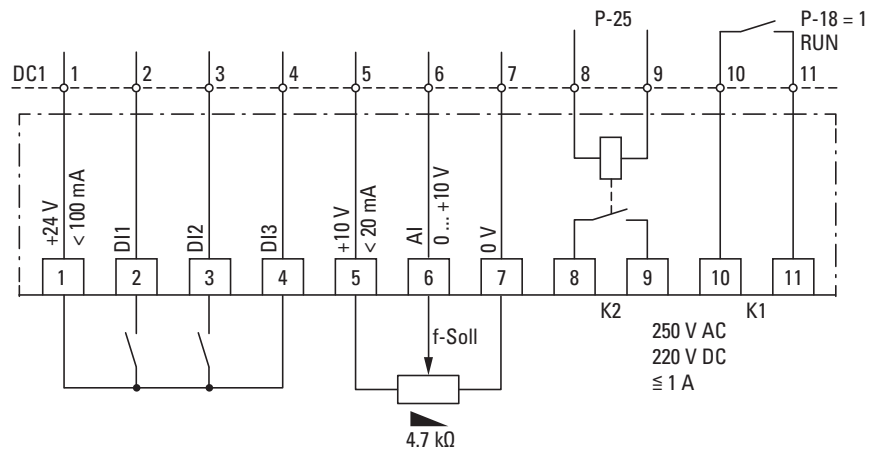 P-25
P-18 = 1
RUN
DC1 1 2 3 4 5 6 7 8 9 10 11
+24 V
< 100 mA
DI1
DI2
DI3
+10 V
< 20 mA
AI
0 ... +10 V
0 V
1 2 3 4 5 6 7 8 9 10 11
K2
K1
250 V AC
220 V DC
≦ 1 A
f-Soll
4.7 kΩ